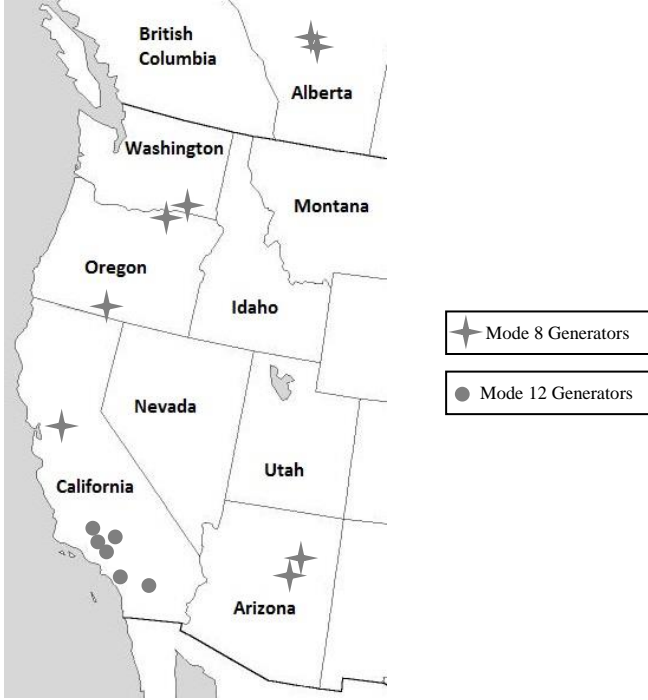 British
Columbia
Alberta
Washington
Montana
Oregon
Idaho
Nevada
Utah
California
Arizona
Mode 8 Generators
Mode 12 Generators